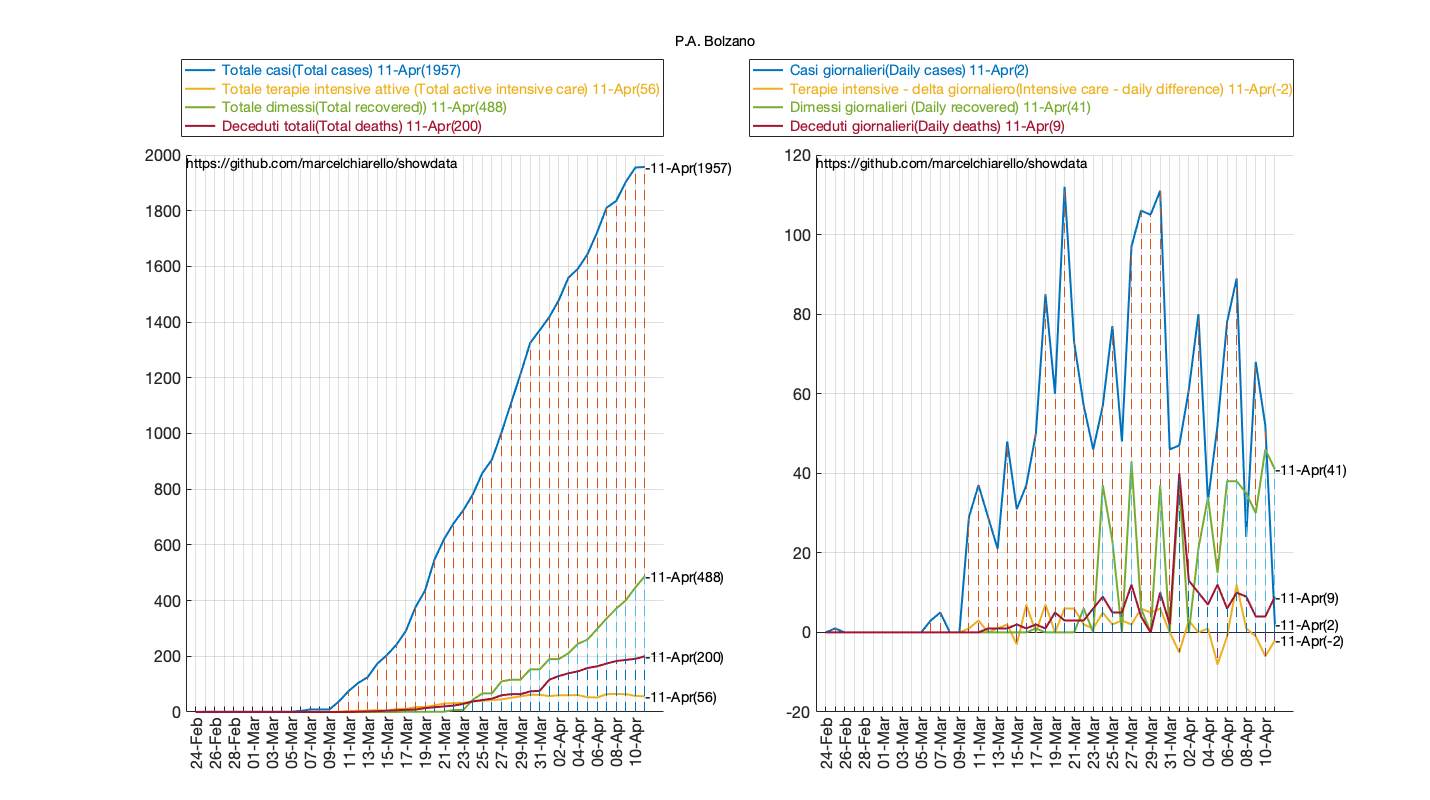 P.A. Bolzano
Totale casi(Total cases) 11-Apr(1957)
Totale terapie intensive attive (Total active intensive care) 11-Apr(56)
Totale dimessi(Total recovered)) 11-Apr(488)
Deceduti totali(Total deaths) 11-Apr(200)
https://github.com/marcelchiarello/showdata
2000
1800
1600
1400
1200
1000
800
600
400
200
0
-11-Apr(1957)
-11-Apr(488)
-11-Apr(200)
-11-Apr(56)
24-Feb
26-Feb
28-Feb
01-Mar
03-Mar
05-Mar
07-Mar
09-Mar
11-Mar
13-Mar
15-Mar
17-Mar
19-Mar
21-Mar
23-Mar
25-Mar
27-Mar
29-Mar
31-Mar
02-Apr
04-Apr
06-Apr
08-Apr
10-Apr
Casi giornalieri(Daily cases) 11-Apr(2)
Terapie intensive - delta giornaliero(Intensive care - daily difference) 11-Apr(-2)
Dimessi giornalieri (Daily recovered) 11-Apr(41)
Deceduti giornalieri(Daily deaths) 11-Apr(9)
https://github.com/marcelchiarello/showdata
120
100
80
60
40
20
0
-20
-11-Apr(41)
-11-Apr(9)
-11-Apr(2)
-11-Apr(-2)
24-Feb
26-Feb
28-Feb
01-Mar
03-Mar
05-Mar
07-Mar
09-Mar
11-Mar
13-Mar
15-Mar
17-Mar
19-Mar
21-Mar
23-Mar
25-Mar
27-Mar
29-Mar
31-Mar
02-Apr
04-Apr
06-Apr
08-Apr
10-Apr